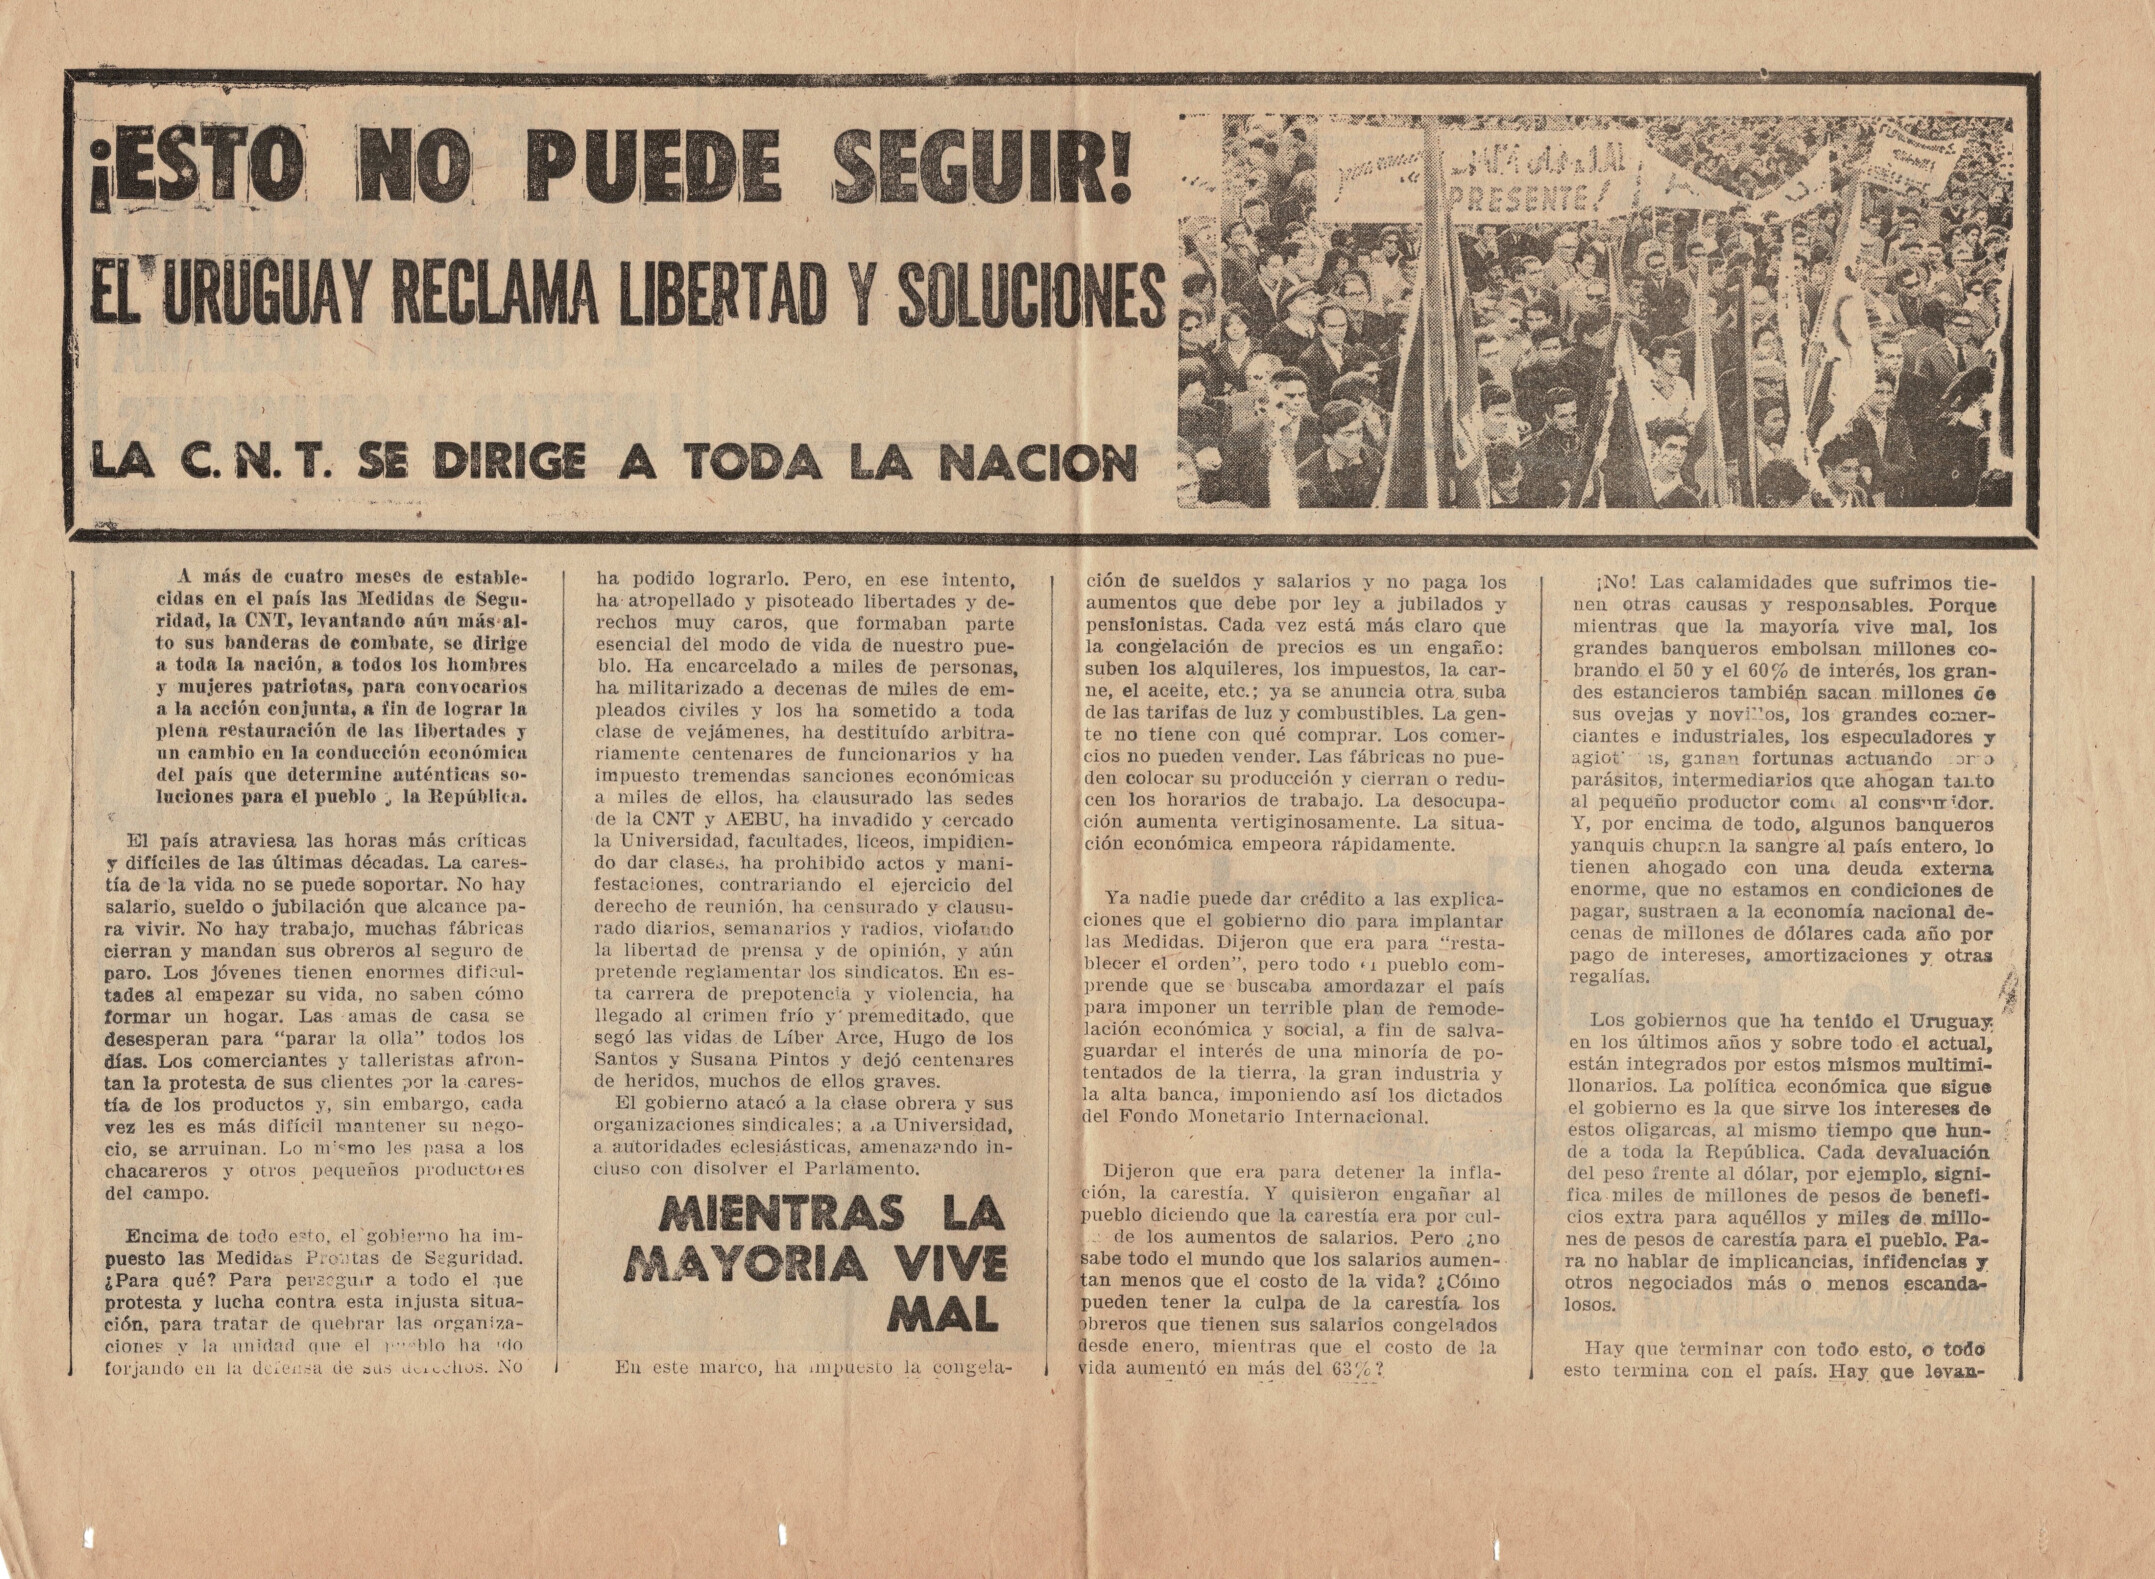 ¡ESTO NO PUEDE SEGUIR!
EL URUGUAY RECLAMA LIBERTAD Y SOLUCIONES
LA C. N. T. SE DIRIGE A TODA LA NACION
PRESENTE!
A más de cuatro meses de estable-
cidas en el país las Medidas de Segu-
ridad, la CNT, levantando aún más al-
to sus banderas de combate, se dirige
a toda la nación, a todos los hombres
y mujeres patriotas, para convocarlos
a la acción conjunta, a fin de lograr la
plena restauración de las libertades y
un cambio en la conducción económica
del país que determine auténticas so-
luciones para el pueblo y la República.
El país atraviesa las horas más críticas
y difíciles de las últimas décadas. La cares-
tía de la vida no se puede soportar. No hay
salario, sueldo o jubilación que alcance pa-
ra vivir. No hay trabajo, muchas fábricas
cierran y mandan sus obreros al seguro de
paro. Los jóvenes tienen enormes dificul-
tades al empezar su vida, no saben cómo
formar un hogar. Las amas de casa se
desesperan para "parar la olla" todos los
días. Los comerciantes y talleristas afron-
tan la protesta de sus clientes por la cares-
tía de los productos y, sin embargo, cada
vez les es más difícil mantener su nego-
cio, se arruinan. Lo mismo les pasa a los
chacareros y otros pequeños productores
del campo.
Encima de todo esto, el gobierno ha im-
puesto las Medidas Prontas de Seguridad.
¿Para qué? Para perseguir a todo el que
protesta y lucha contra esta injusta situa-
ción, para tratar de quebrar las organiza-
ciones y la unidad que el pueblo ha ido
forjando en la defensa de sus derechos. No
ha podido lograrlo. Pero, en ese intento,
ha atropellado y pisoteado libertades y de-
rechos muy caros, que formaban parte
esencial del modo de vida de nuestro pue-
blo. Ha encarcelado a miles de personas,
ha militarizado a decenas de miles de em-
pleados civiles y los ha sometido a toda
clase de vejámenes, ha destituído arbitra-
riamente centenares de funcionarios y ha
impuesto tremendas sanciones económicas
a miles de ellos, ha clausurado las sedes
de la CNT y AEBU, ha invadido y cercado
la Universidad, facultades, liceos, impidien-
do dar clases, ha prohibido actos y mani-
festaciones, contrariando el ejercicio del
derecho de reunión, ha censurado y clausu-
rado diarios, semanarios y radios, violando
la libertad de prensa y de opinión, y aún
pretende reglamentar los sindicatos. En es-
ta carrera de prepotencia y violencia, ha
llegado al crimen frío y premeditado, que
segó las vidas de Líber Arce, Hugo de los
Santos y Susana Pintos y dejó centenares
de heridos, muchos de ellos graves.
El gobierno atacó a la clase obrera y sus
organizaciones sindicales; a la Universidad,
a autoridades eclesiásticas, amenazando in-
cluso con disolver el Parlamento.
MIENTRAS LA
MAYORIA VIVE
MAL
En este marco, ha impuesto la congela-
ción de sueldos y salarios y no paga los
aumentos que debe por ley a jubilados y
pensionistas. Cada vez está más claro que
la congelación de precios es un engaño:
suben los alquileres, los impuestos, la car-
ne, el aceite, etc.; ya se anuncia otra suba
de las tarifas de luz y combustibles. La gen-
te no tiene con qué comprar. Los comer-
cios no pueden vender. Las fábricas no pue-
den colocar su producción y cierran o redu-
cen los horarios de trabajo. La desocupa-
ción aumenta vertiginosamente. La situa-
ción económica empeora rápidamente.
Ya nadie puede dar crédito a las explica-
ciones que el gobierno dio para implantar
las Medidas. Dijeron que era para "resta-
blecer el orden", pero todo el pueblo com-
prende que se buscaba amordazar el país
para imponer un terrible plan de remode-
lación económica y social, a fin de salva-
guardar el interés de una minoría de po-
tentados de la tierra, la gran industria y
la alta banca, imponiendo así los dictados
del Fondo Monetario Internacional.
Dijeron que era para detener la infla-
ción, la carestía. Y quisieron engañar al
pueblo diciendo que la carestía era por cul-
de los aumentos de salarios. Pero ¿no
sabe todo el mundo que los salarios aumen-
tan menos que el costo de la vida? ¿Cómo
pueden tener la culpa de la carestía los
obreros que tienen sus salarios congelados
desde enero, mientras que el costo de la
vida aumentó en más del 63%?
¡No! Las calamidades que sufrimos tie-
nen otras causas y responsables. Porque
mientras que la mayoría vive mal, los
grandes banqueros embolsan millones co-
brando el 50 y el 60% de interés, los gran-
des estancieros también sacan millones de
sus ovejas y novillos, los grandes comer-
ciantes e industriales, los especuladores y
agiotistas, ganan fortunas actuando como
parásitos, intermediarios que ahogan tanto
al pequeño productor como al consumidor.
Y, por encima de todo, algunos banqueros
yanquis chupan la sangre al país entero, lo
tienen ahogado con una deuda externa
enorme, que no estamos en condiciones de
pagar, sustraen a la economía nacional de-
cenas de millones de dólares cada año por
pago de intereses, amortizaciones y otras
regalías.
Los gobiernos que ha tenido el Uruguay
en los últimos años y sobre todo el actual,
están integrados por estos mismos multimi-
llonarios. La política económica que sigue
el gobierno es la que sirve los intereses de
estos oligarcas, al mismo tiempo que hun-
de a toda la República. Cada devaluación
del peso frente al dólar, por ejemplo, signi-
fica miles de millones de pesos de benefi-
cios extra para aquéllos y miles de millo-
nes de pesos de carestía para el pueblo. Pa-
ra no hablar de implicancias, infidencias y
otros negociados más o menos escanda-
losos.
Hay que terminar con todo esto, o todo
esto termina con el país. Hay que levan-